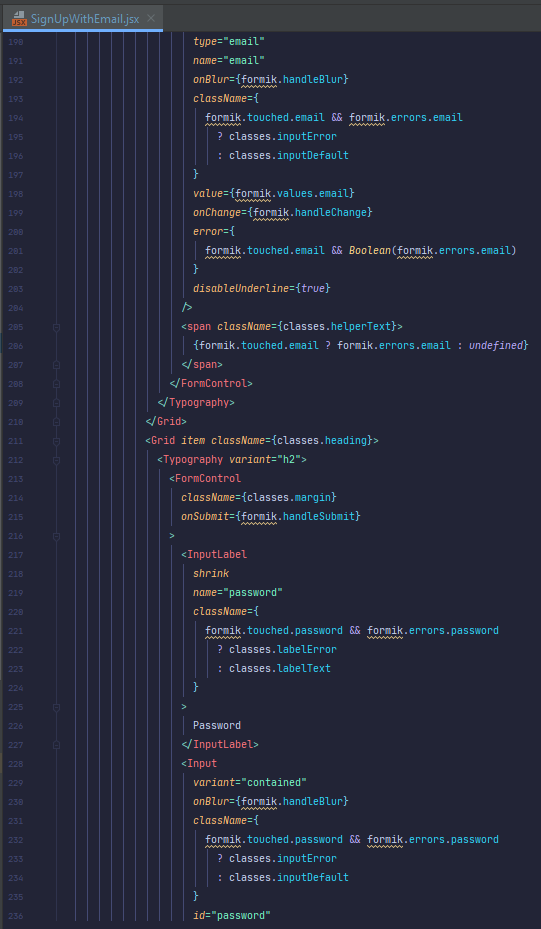 SignUpWithEmail.jsx
190 type="email"
191 name="email"
192 onBlur={formik.handleBlur}
193 className={
194 formik.touched.email && formik.errors.email
195 ? classes.inputError
196 : classes.inputDefault
197 }
198 value={formik.values.email}
199 onChange={formik.handleChange}
200 error={
201 formik.touched.email && Boolean(formik.errors.email)
202 }
203 disableUnderline={true}
204 />
205 <span className={classes.helperText}>
206 {formik.touched.email ? formik.errors.email : undefined}
207 </span>
208 </FormControl>
209 </Typography>
210 </Grid>
211 <Grid item className={classes.heading}>
212 <Typography variant="h2">
213 <FormControl
214 className={classes.margin}
215 onSubmit={formik.handleSubmit}
216 >
217 <InputLabel
218 shrink
219 name="password"
220 className={
221 formik.touched.password && formik.errors.password
222 ? classes.labelError
223 : classes.labelText
224 }
225 >
226 Password
227 </InputLabel>
228 <Input
229 variant="contained"
230 onBlur={formik.handleBlur}
231 className={
232 formik.touched.password && formik.errors.password
233 ? classes.inputError
234 : classes.inputDefault
235 }
236 id="password"